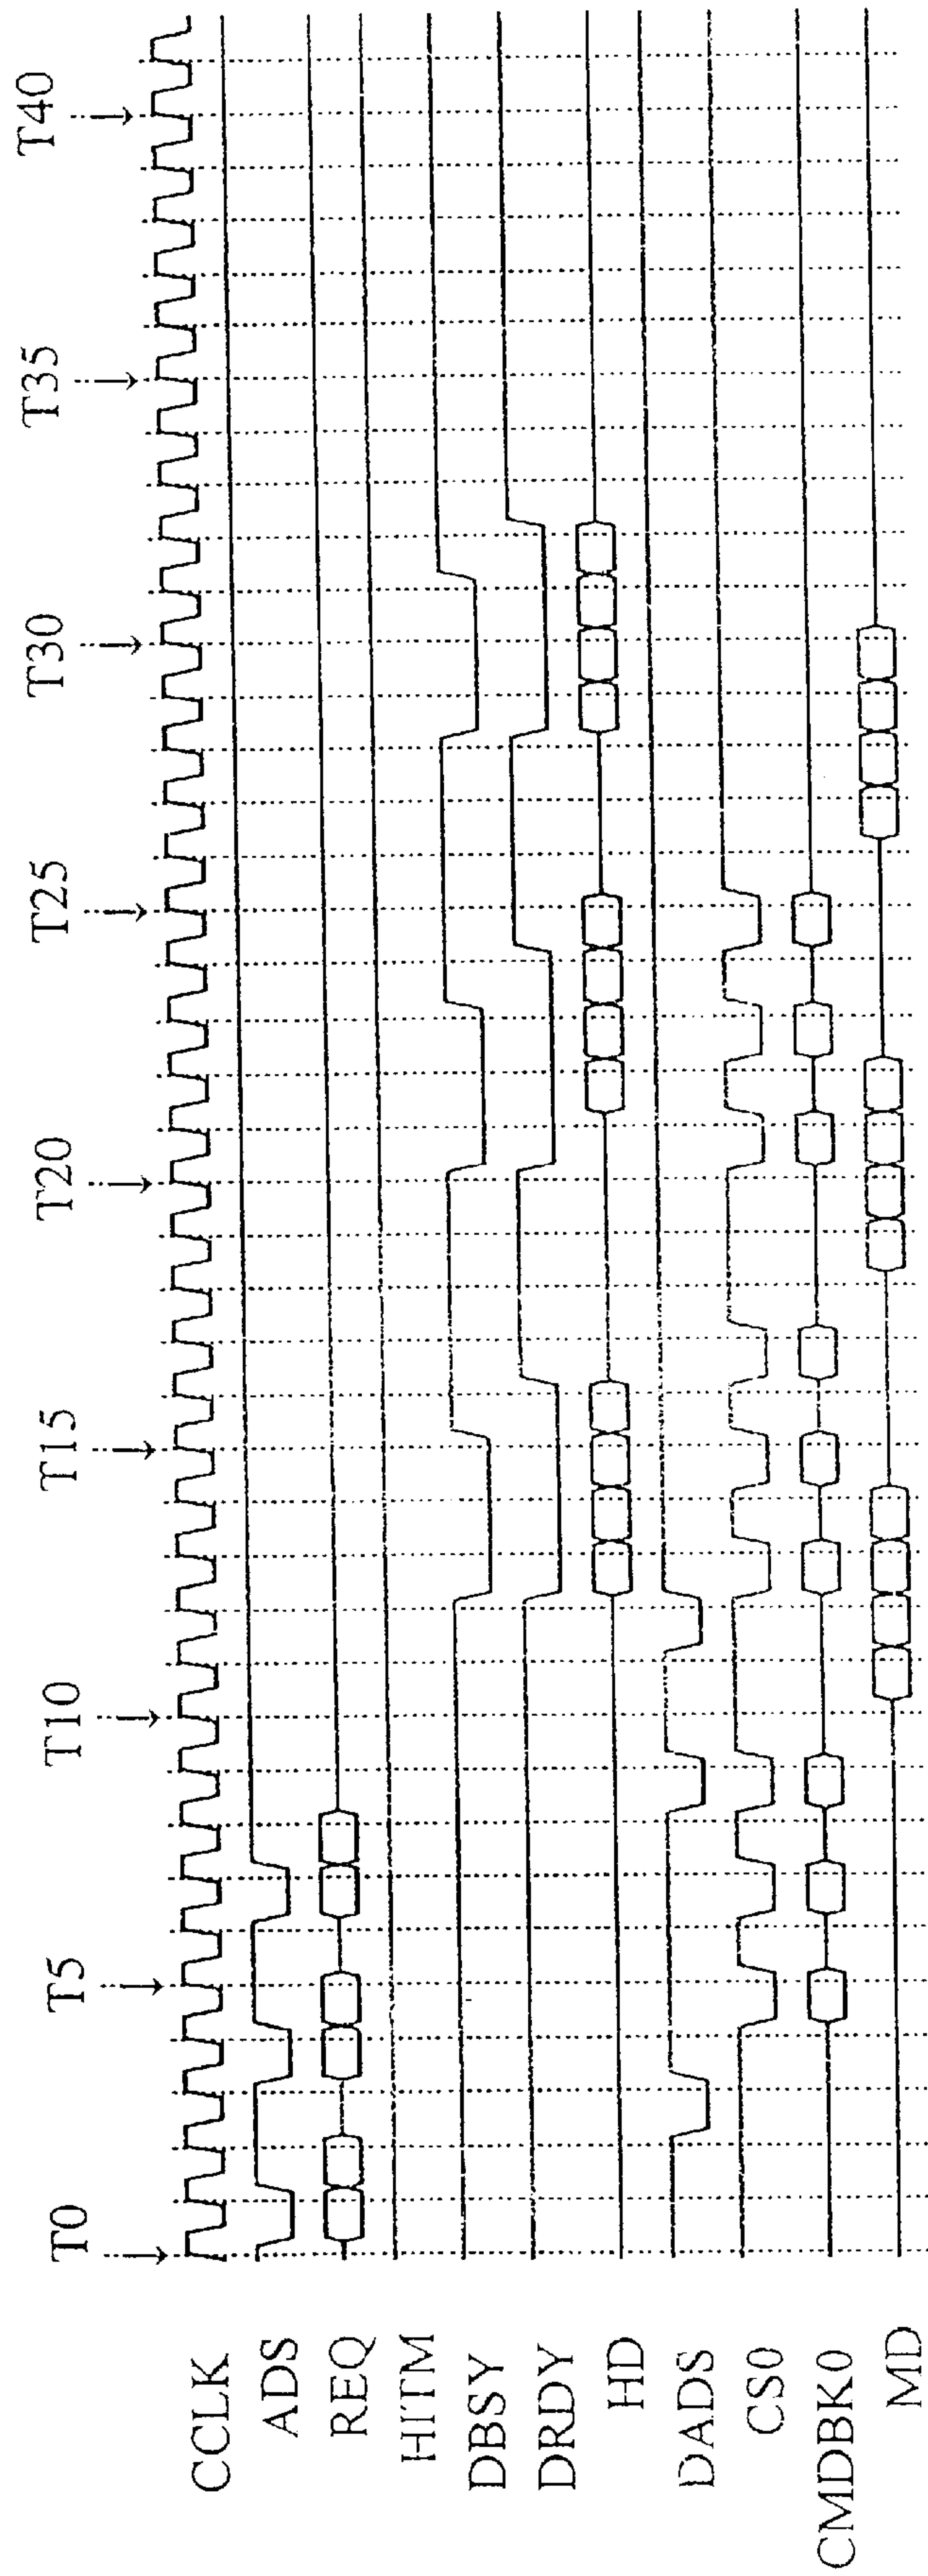 T0
T5
T10
T15
T20
T25
T30
T35
T40
CCLK
ADS
REQ
HITM
DBSY
DRDY
HD
DADS
CS0
CMDBK0
MD